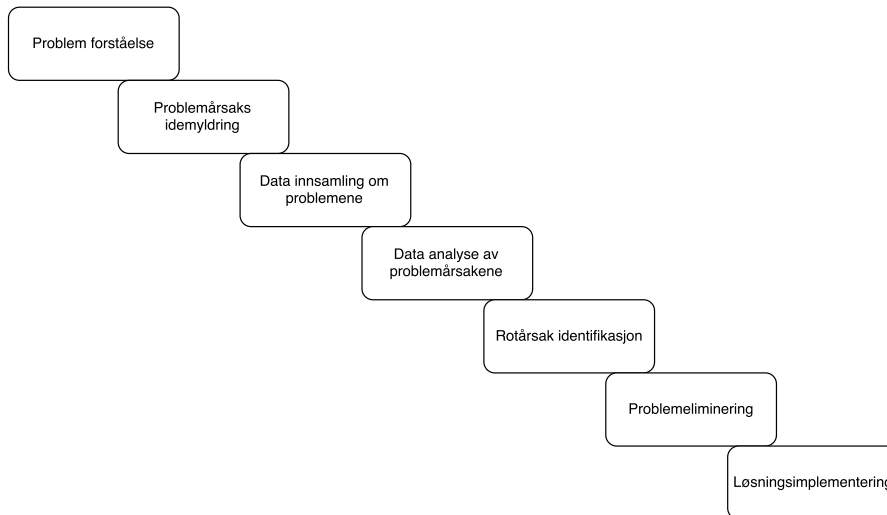 Problem forståelse
Problemårsaks
idemyldring
Data innsamling om
problemene
Data analyse av
problemårsakene
Rotårsak identifikasjon
Problemeliminering
Løsningsimplementering